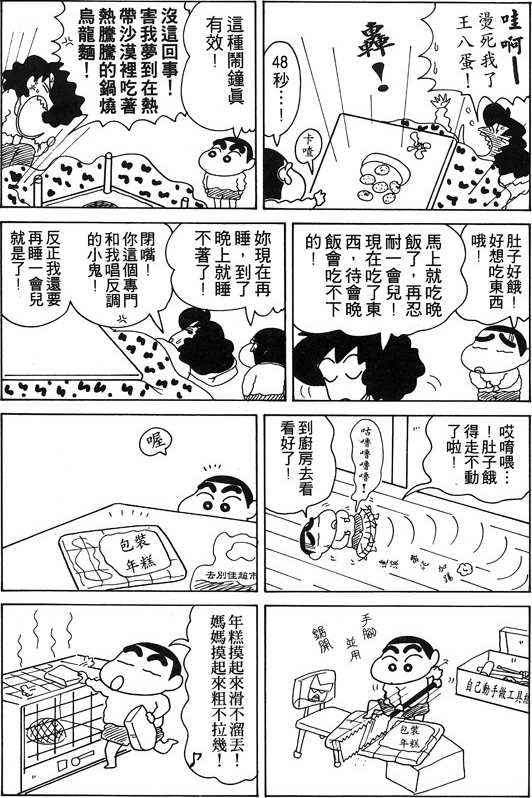 哇啊ー
燙死我了
王八蛋！
轟！
48
秒…！
卡喳
這種鬧鐘真
有效！
沒這回事！
害我夢到在熱
帶沙漠裡吃著
熱騰騰的鍋燒
烏龍麵！
肚子好餓！
好想吃東西
哦！
馬上就吃晚
飯了，再忍
耐一會兒！
現在吃了東
西，待會晚
飯會吃不下
的！
妳現在再
睡，到了
晚上就睡
不著了！
閉嘴！
你這個專門
和我唱反調
的小鬼！
反正我還要
再睡一會兒
就是了！
哎唷喂…
！肚子餓
得走不動
了啦！
咕嚕嚕嚕嚕！
到廚房去看
看好了！
喔
包裝
年糕
去別佳超市
手腳
並用
鋸開
自己動手做工具
包裝
年糕
年糕摸起來滑不溜丟！
媽媽摸起來粗不拉幾！
♪